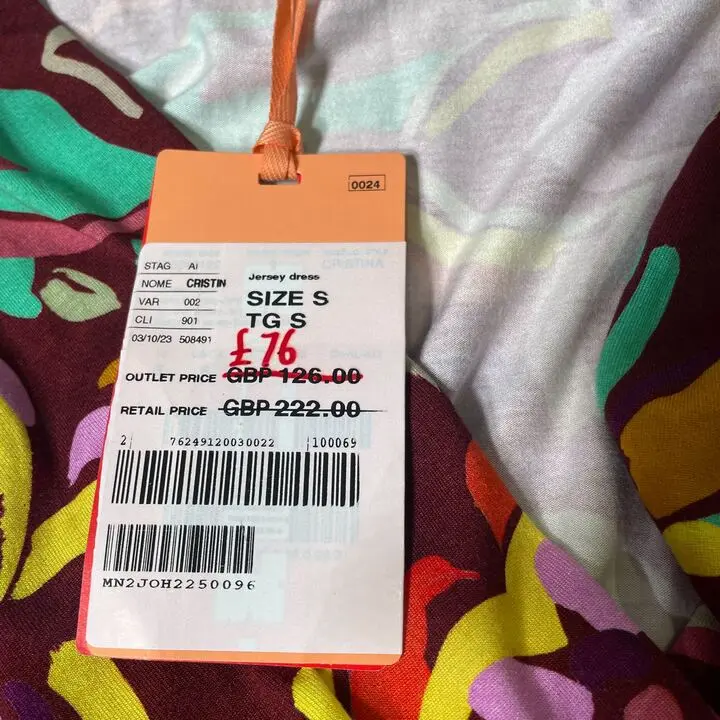 0024
STAG AI
Jersey dress
NOME CRISTIN
SIZE S
VAR 002
TG S
CLI 901
03/10/23 508491
£76
OUTLET PRICE GBP 126.00
RETAIL PRICE GBP 222.00
2 76249120030022 100069
MN2JOH2250096